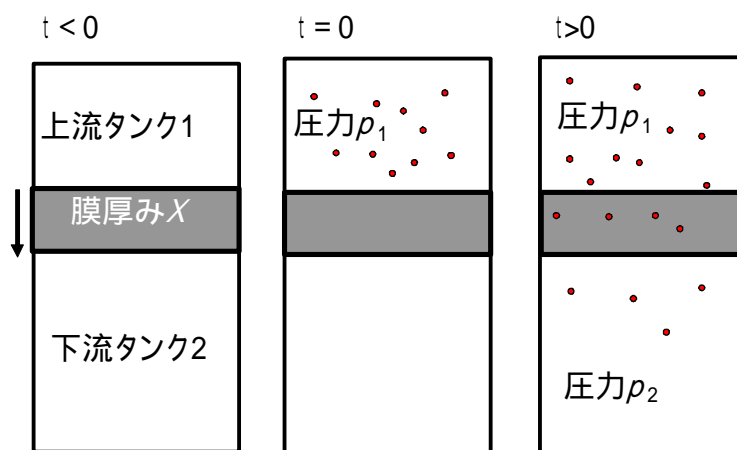 t < 0
t = 0
t>0
上流タンク1
圧力p₁
圧力p₁
膜厚みX
下流タンク2
圧力p₂